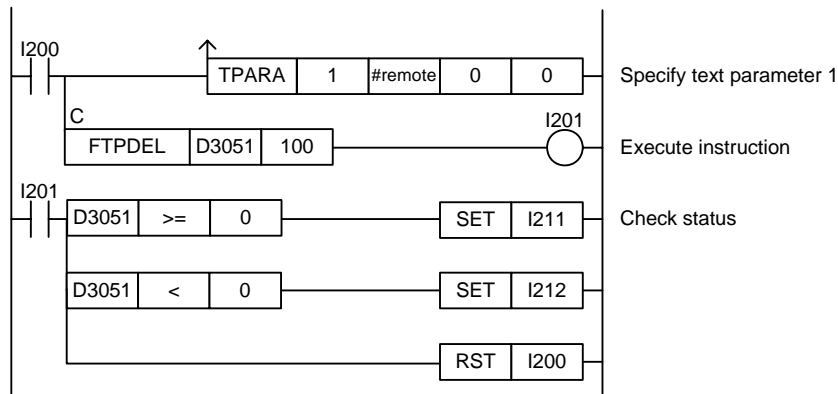 I200
TPARA 1 #remote 0 0 Specify text parameter 1
C
I201
FTPDEL D3051 100 Execute instruction
I201
D3051 >= 0 SET I211 Check status
D3051 < 0 SET I212
RST I200